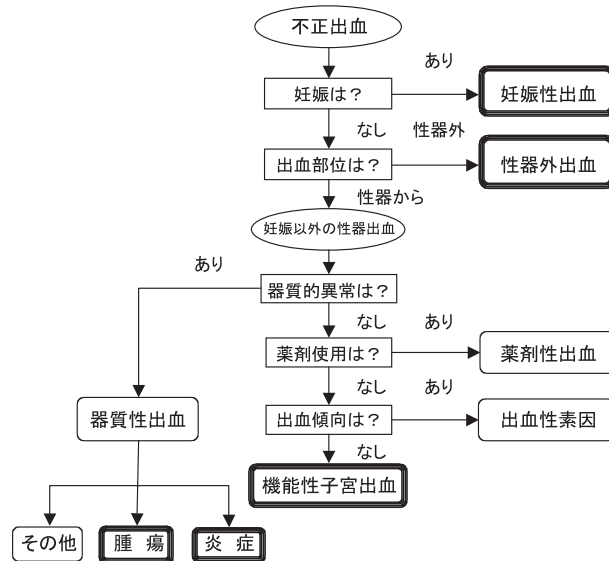 不正出血
あり
妊娠は？
妊娠性出血
なし
性器外
出血部位は？
性器外出血
性器から
妊娠以外の性器出血
あり
器質的異常は？
なし
あり
薬剤使用は？
薬剤性出血
なし
あり
器質性出血
出血傾向は？
出血性素因
なし
機能性子宮出血
その他
腫 瘍
炎 症